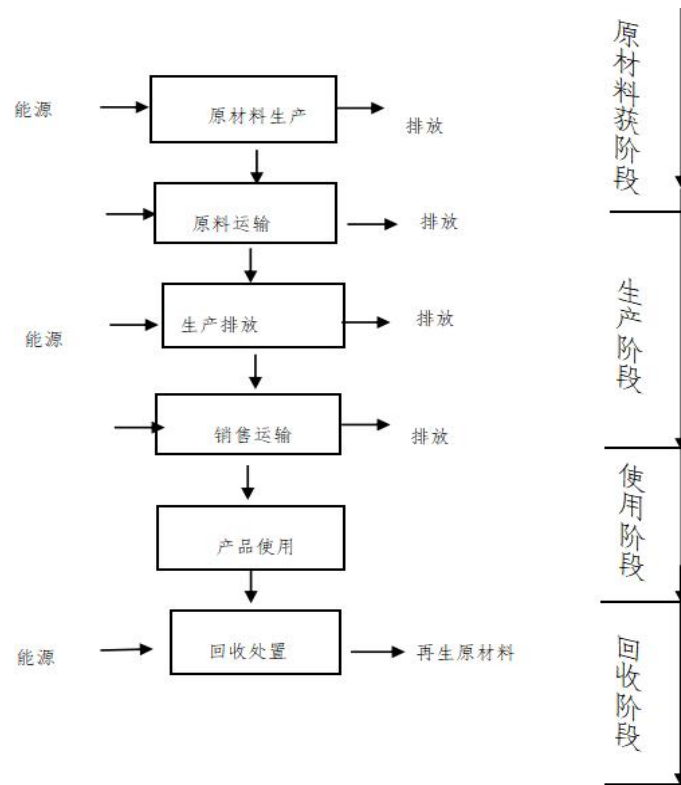 能源
原材料生产
排放
原料运输
排放
能源
生产排放
排放
销售运输
排放
产品使用
能源
回收处置
再生原材料
原材料获阶段
生产阶段
使用阶段
回收阶段